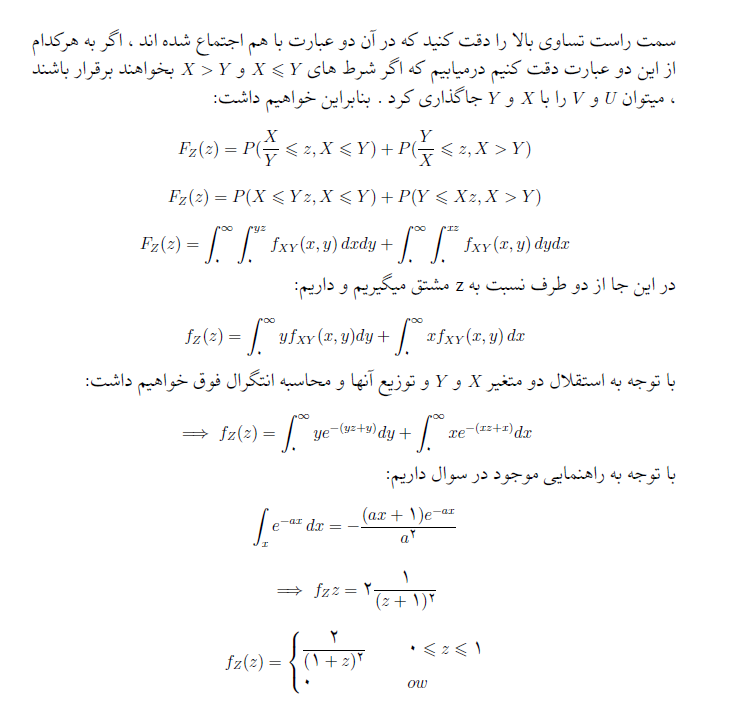 سمت راست تساوی بالا را دقت کنید که در آن دو عبارت با هم اجتماع شده اند ، اگر به هرکدام
از این دو عبارت دقت کنیم درمیابیم که اگر شرط های X ⩽ Y و X > Y بخواهند برقرار باشند
، میتوان U و V را با X و Y جاگذاری کرد . بنابراین خواهیم داشت:
F_Z(z) = P(X/Y ⩽ z, X ⩽ Y) + P(Y/X ⩽ z, X > Y)
F_Z(z) = P(X ⩽ Yz, X ⩽ Y) + P(Y ⩽ Xz, X > Y)
F_Z(z) = ∫_۰^∞ ∫_۰^{yz} f_{XY}(x, y) dxdy + ∫_۰^∞ ∫_۰^{xz} f_{XY}(x, y) dydx
در این جا از دو طرف نسبت به z مشتق میگیریم و داریم:
f_Z(z) = ∫_۰^∞ y f_{XY}(x, y)dy + ∫_۰^∞ x f_{XY}(x, y) dx
با توجه به استقلال دو متغیر X و Y و توزیع آنها و محاسبه انتگرال فوق خواهیم داشت:
⟹ f_Z(z) = ∫_۰^∞ ye^{−(yz+y)}dy + ∫_۰^∞ xe^{−(xz+x)}dx
با توجه به راهنمایی موجود در سوال داریم:
∫_x e^{−ax} dx = −(ax + ۱)e^{−ax}/a^۲
⟹ f_Z z = ۲ ۱/(z + ۱)^۲
f_Z(z) = { ۲/(۱ + z)^۲ ۰ ⩽ z ⩽ ۱
۰ ow